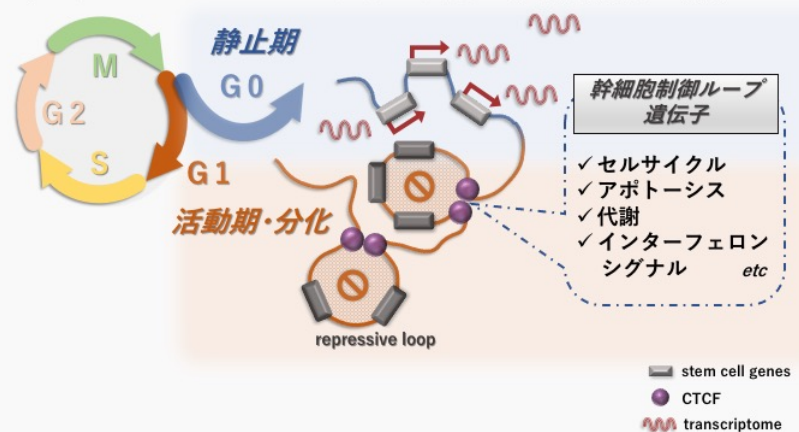 静止期
M
G0
G2
S
G1
活動期・分化
幹細胞制御ループ
遺伝子
✓ セルサイクル
✓ アポトーシス
✓ 代謝
✓ インターフェロン
シグナル etc
repressive loop
stem cell genes
CTCF
transcriptome